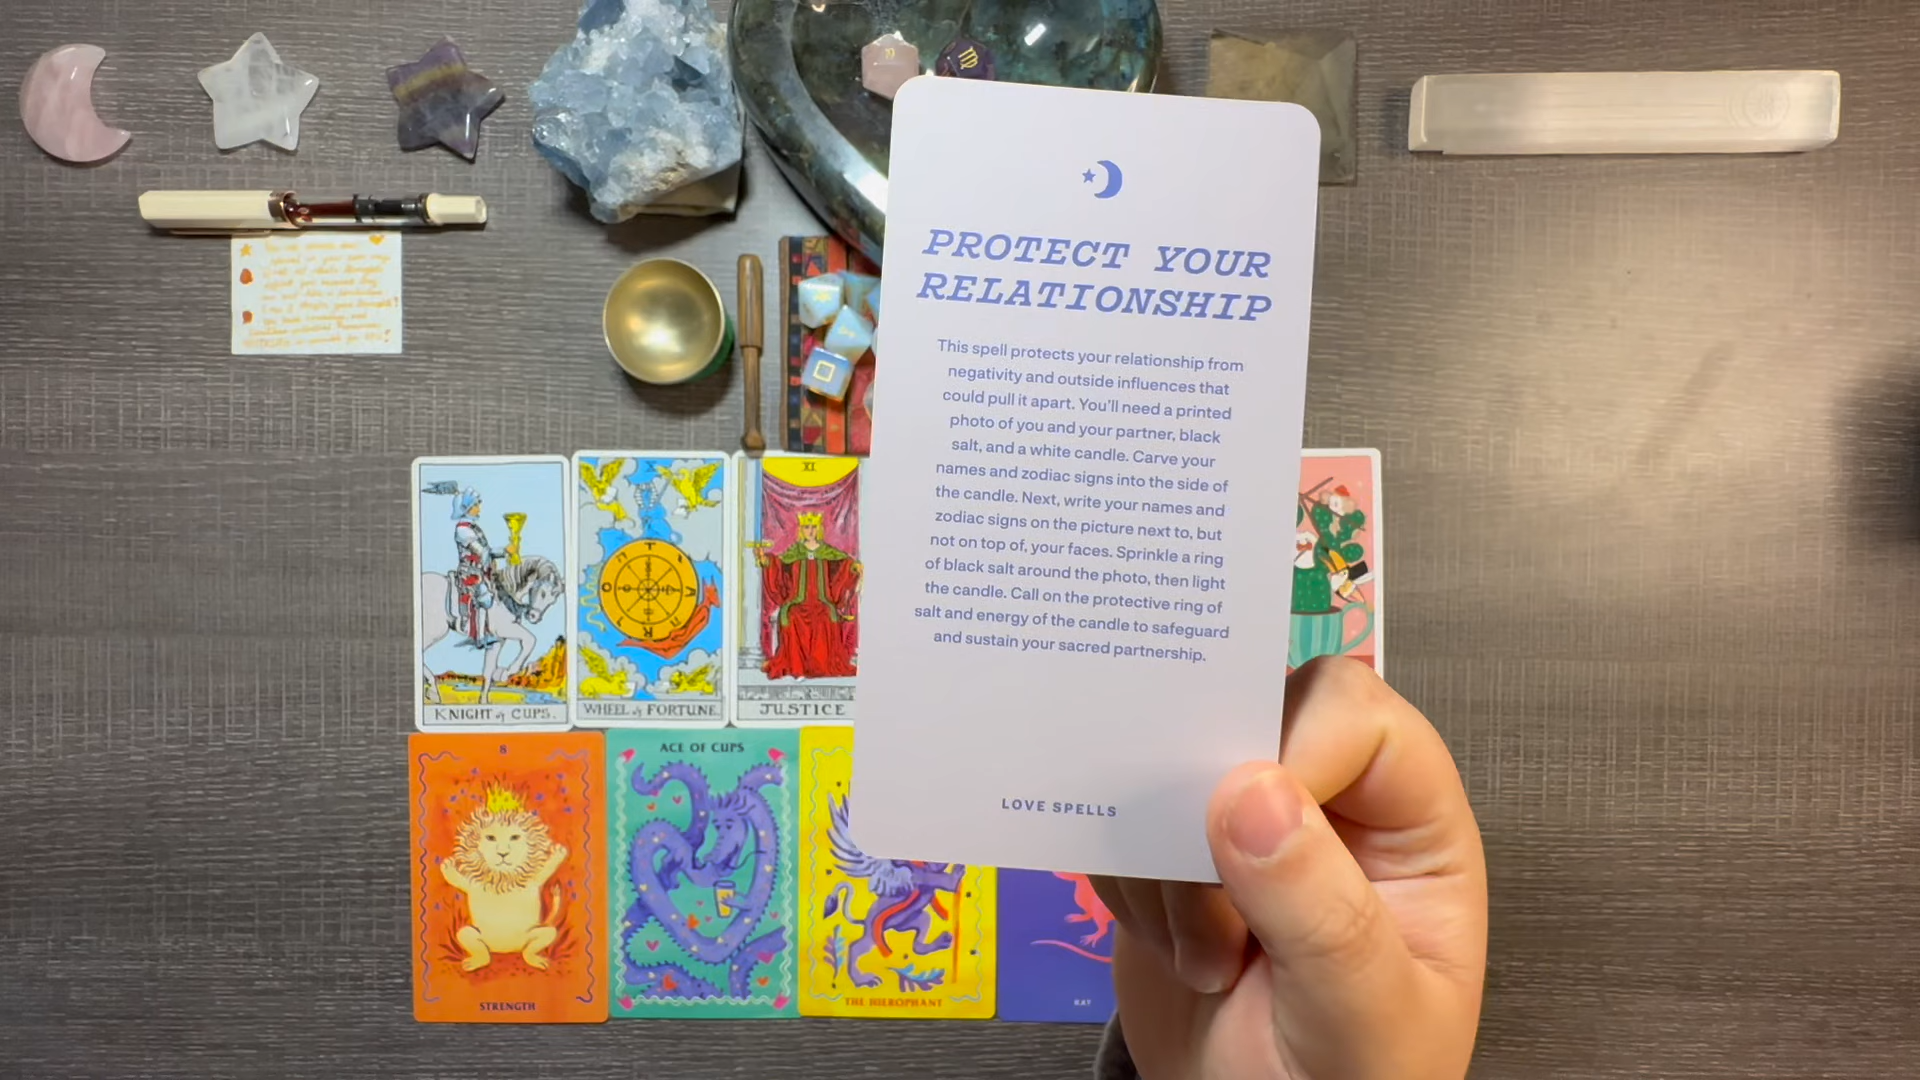 PROTECT YOUR
RELATIONSHIP
This spell protects your relationship from
negativity and outside influences that
could pull it apart. You'll need a printed
photo of you and your partner, black
salt, and a white candle. Carve your
names and zodiac signs into the side of
the candle. Next, write your names and
zodiac signs on the picture next to, but
not on top of, your faces. Sprinkle a ring
of black salt around the photo, then light
the candle. Call on the protective ring of
salt and energy of the candle to safeguard
and sustain your sacred partnership.
LOVE SPELLS
X
XI
KNIGHT of CUPS.
WHEEL of FORTUNE.
JUSTICE
8
STRENGTH
ACE OF CUPS
THE HIEROPHANT